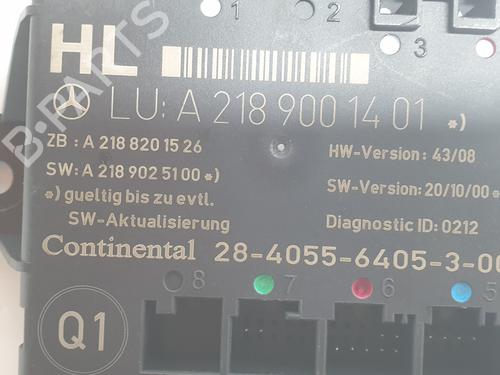 1 2
HL
3
LU: A 218 900 14 01 *)
ZB : A 218 820 15 26
HW-Version : 43/08
SW: A 218 902 51 00 *)
SW-Version: 20/10/00 *
*) gueltig bis zu evtl.
SW-Aktualisierung
Diagnostic ID: 0212
Continental 28-4055-6405-3-00
8 7 6 5
Q1
B-PARTS